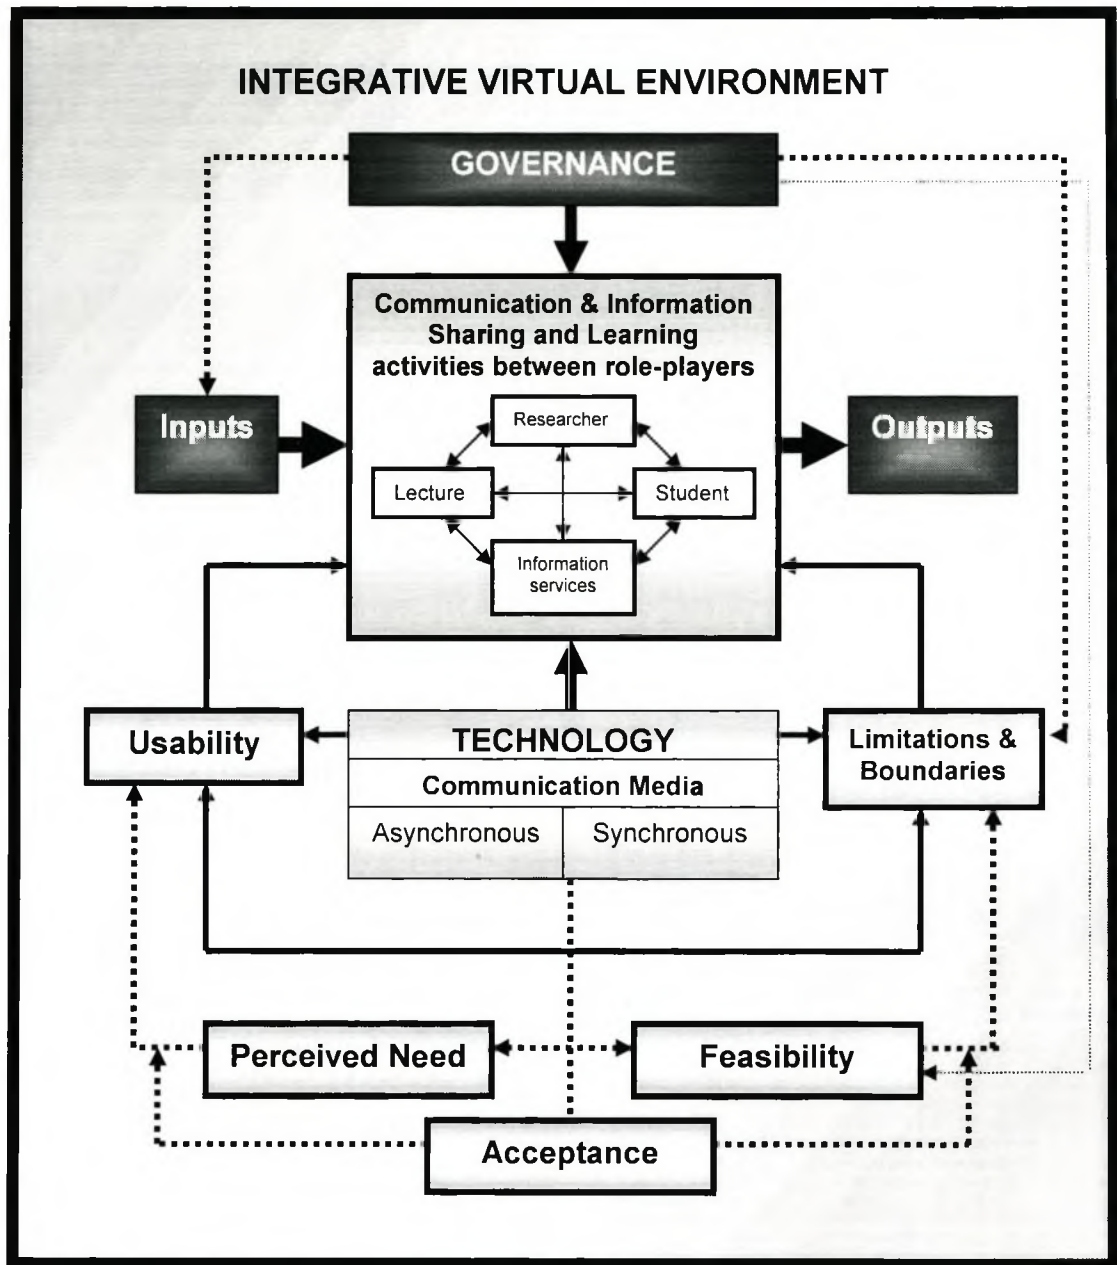 INTEGRATIVE VIRTUAL ENVIRONMENT
GOVERNANCE
Communication & Information
Sharing and Learning
activities between role-players
Inputs
Researcher
Outputs
Lecture
Student
Information
services
Usability
TECHNOLOGY
Limitations &
Boundaries
Communication Media
Asynchronous
Synchronous
Perceived Need
Feasibility
Acceptance